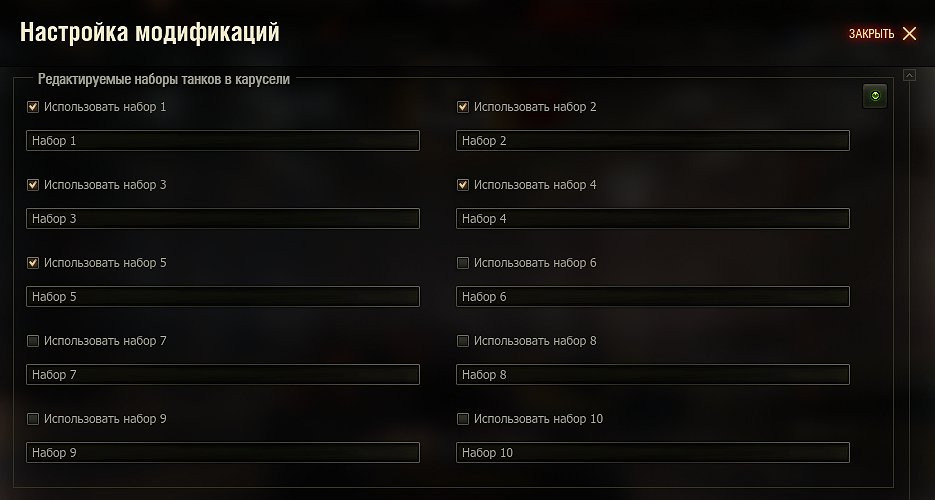 Настройка модификаций
ЗАКРЫТЬ
Редактируемые наборы танков в карусели
Использовать набор 1
Использовать набор 2
Набор 1
Набор 2
Использовать набор 3
Использовать набор 4
Набор 3
Набор 4
Использовать набор 5
Использовать набор 6
Набор 5
Набор 6
Использовать набор 7
Использовать набор 8
Набор 7
Набор 8
Использовать набор 9
Использовать набор 10
Набор 9
Набор 10